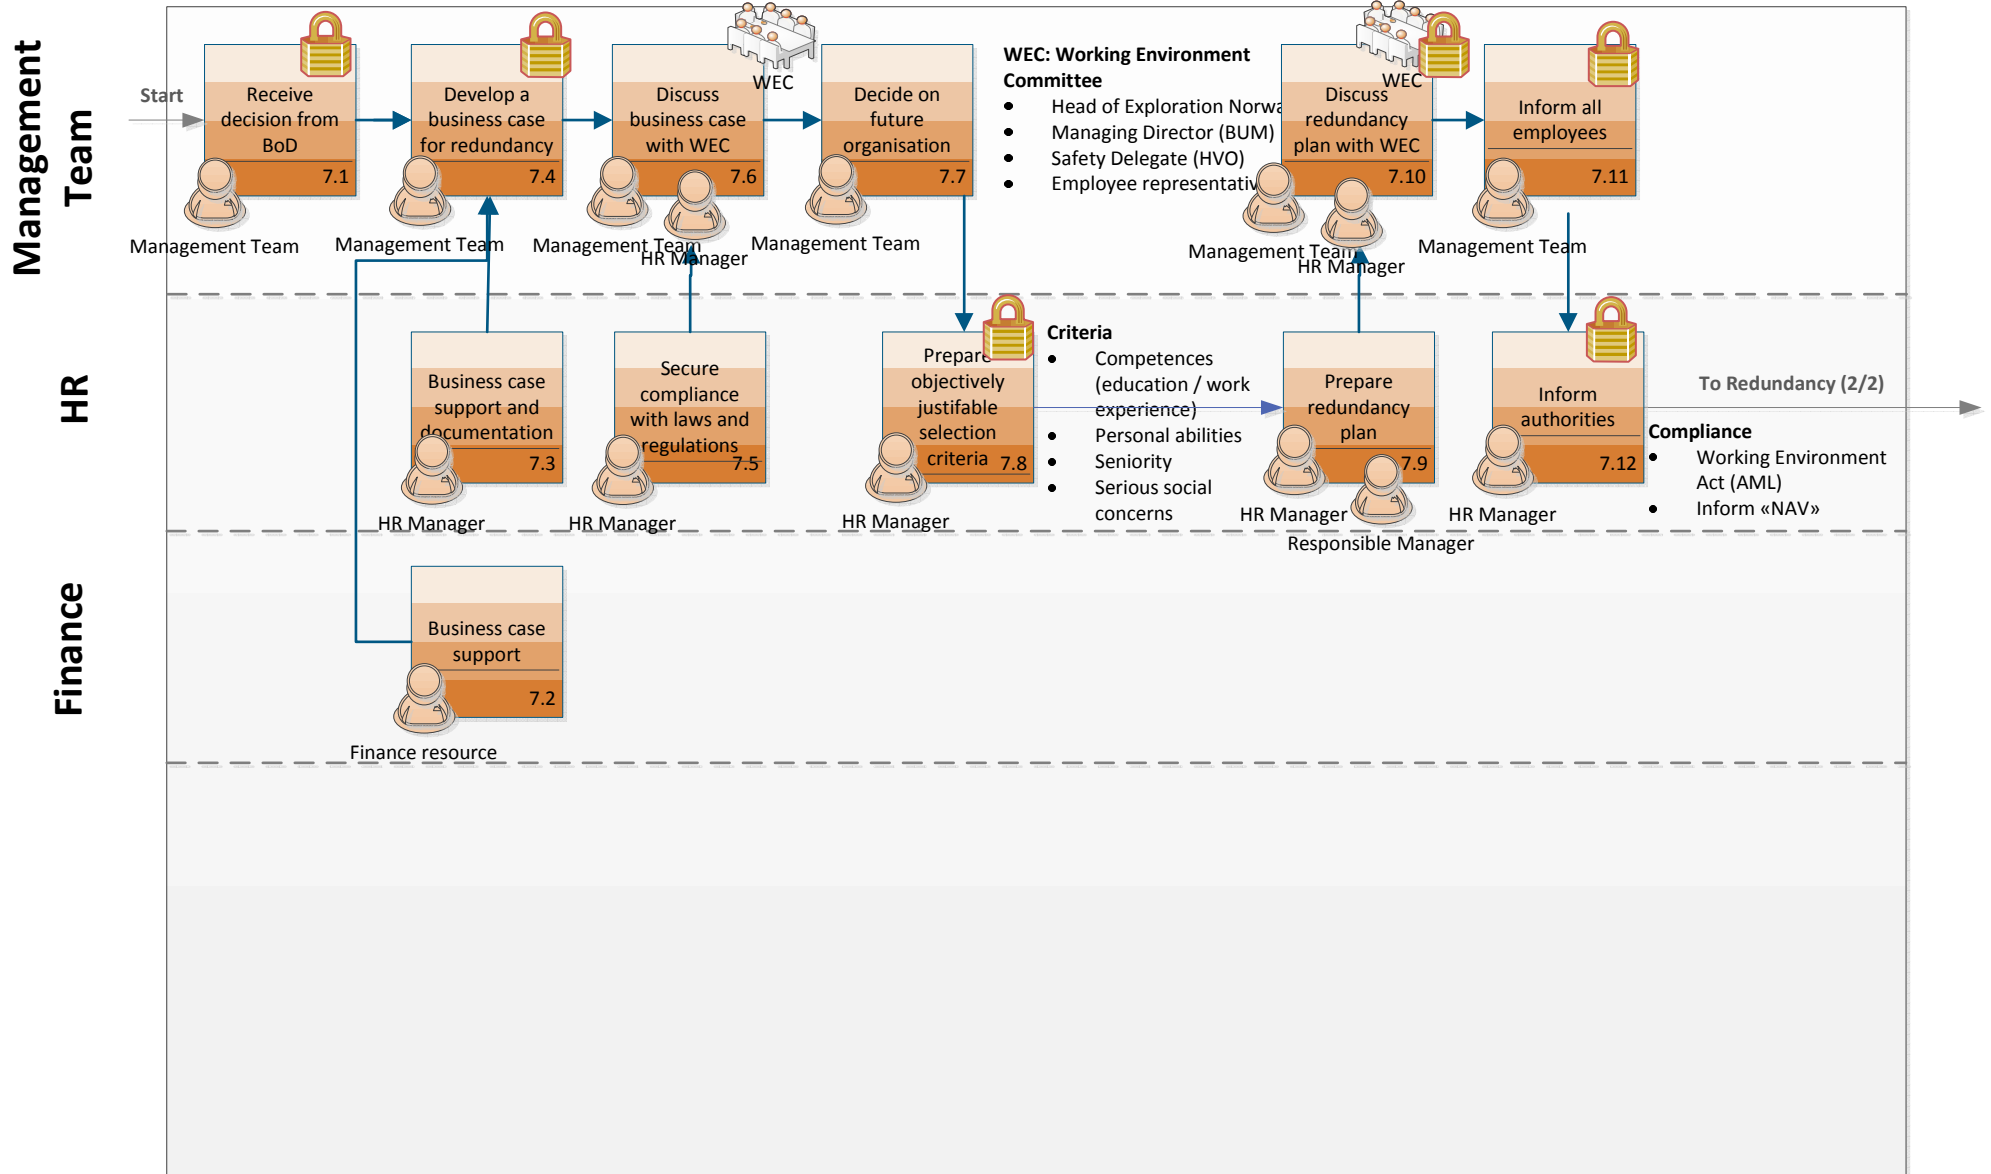 Management
Team
Start
Receive
decision from
BoD
7.1
Management Team
Develop a
business case
for redundancy
7.4
Management Team
WEC
Discuss
business case
with WEC
7.6
Management Team
HR Manager
Decide on
future
organisation
7.7
Management Team
WEC: Working Environment
Committee
• Head of Exploration Norwa
• Managing Director (BUM)
• Safety Delegate (HVO)
• Employee representativ
WEC
Discuss
redundancy
plan with WEC
7.10
Management Team
HR Manager
Inform all
employees
7.11
Management Team
HR
Business case
support and
documentation
7.3
HR Manager
Secure
compliance
with laws and
regulations
7.5
HR Manager
Prepare
objectively
justifiable
selection
criteria
7.8
HR Manager
Criteria
• Competences
(education / work
experience)
• Personal abilities
• Seniority
• Serious social
concerns
Prepare
redundancy
plan
7.9
HR Manager
Responsible Manager
Inform
authorities
7.12
HR Manager
To Redundancy (2/2)
Compliance
• Working Environment
Act (AML)
• Inform «NAV»
Finance
Business case
support
7.2
Finance resource